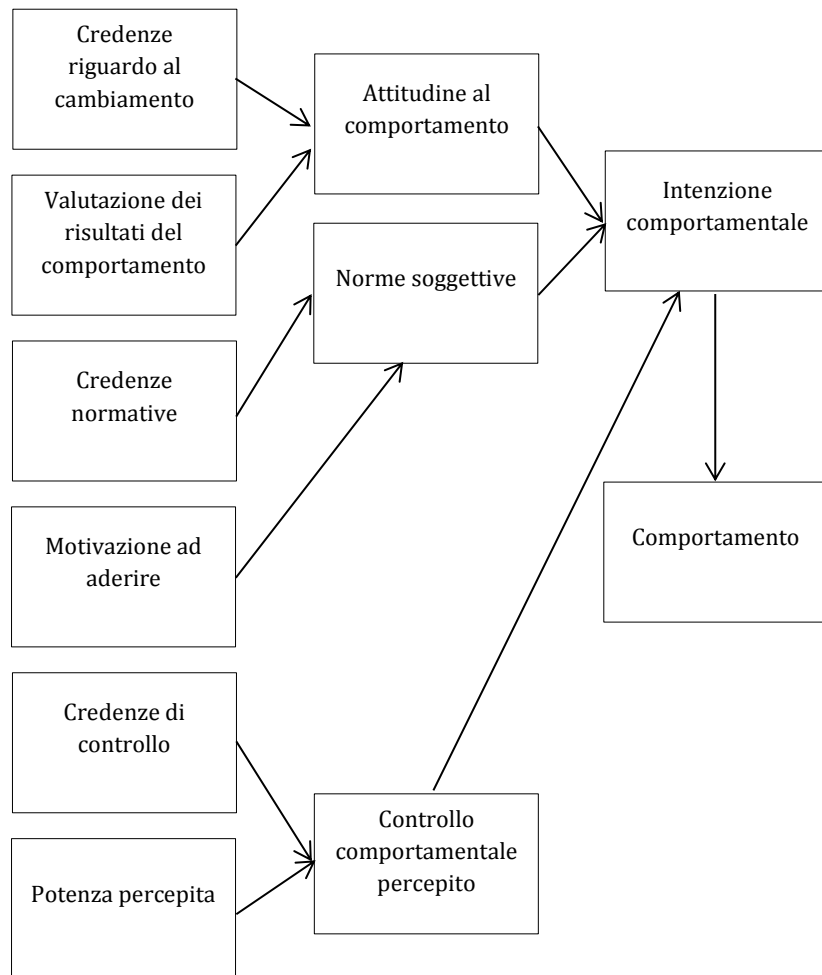 Credenze
riguardo al
cambiamento
Valutazione dei
risultati del
comportamento
Credenze
normative
Motivazione ad
aderire
Credenze di
controllo
Potenza percepita
Attitudine al
comportamento
Norme soggettive
Controllo
comportamentale
percepito
Intenzione
comportamentale
Comportamento